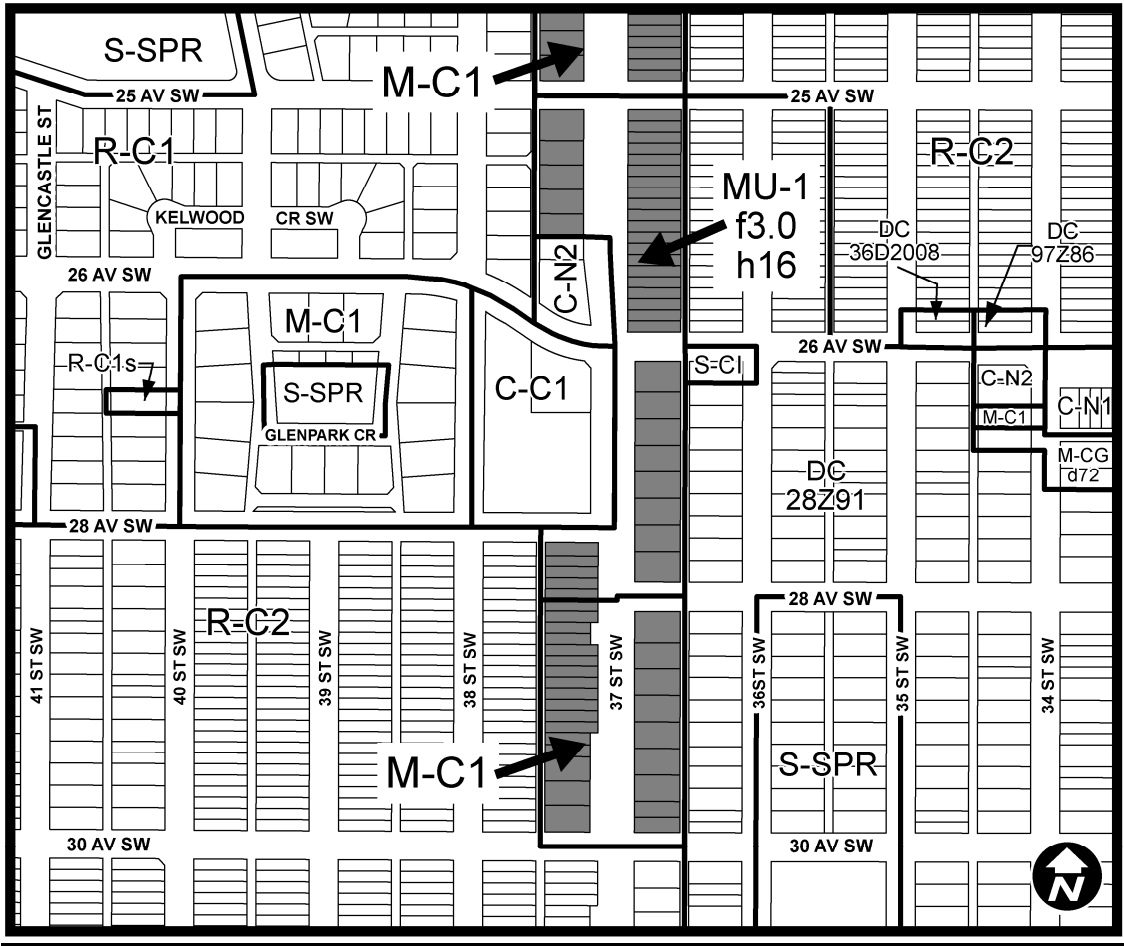 S-SPR
M-C1
25 AV SW
25 AV SW
GLENCASTLE ST
R-C1
R-C2
MU-1
f3.0
h16
KELWOOD CR SW
DC
36D2008
DC
97Z86
26 AV SW
C-N2
M-C1
26 AV SW
R-C1s
S-CI
S-SPR
C-C1
C-N2
C-N1
M-C1
GLENPARK CR
M-CG
d72
DC
28Z91
28 AV SW
28 AV SW
R-C2
41 ST SW
40 ST SW
39 ST SW
38 ST SW
37 ST SW
36ST SW
35 ST SW
34 ST SW
M-C1
S-SPR
30 AV SW
30 AV SW
N